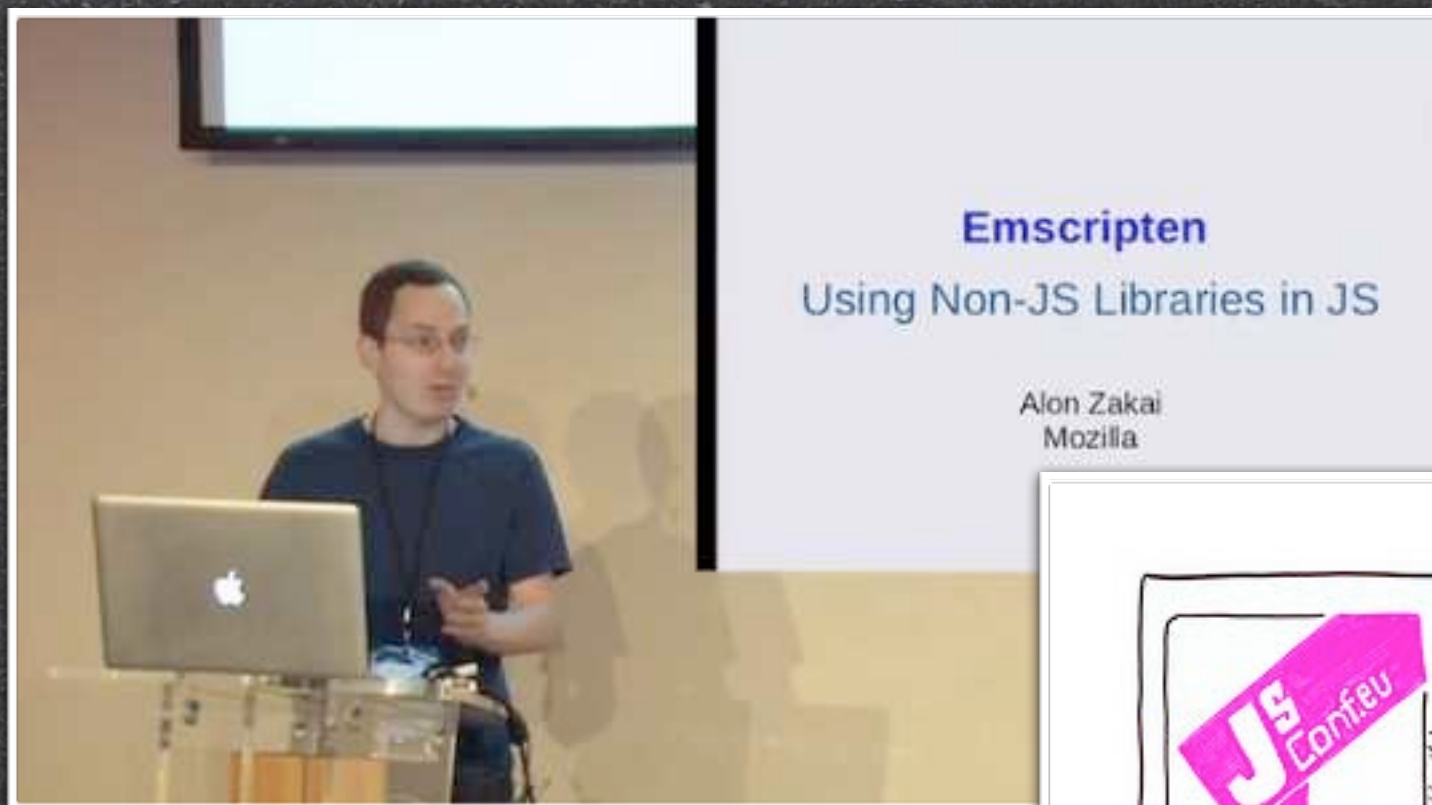 Emscripten
Using Non-JS Libraries in JS
Alon Zakai
Mozilla
JS
Conf.eu